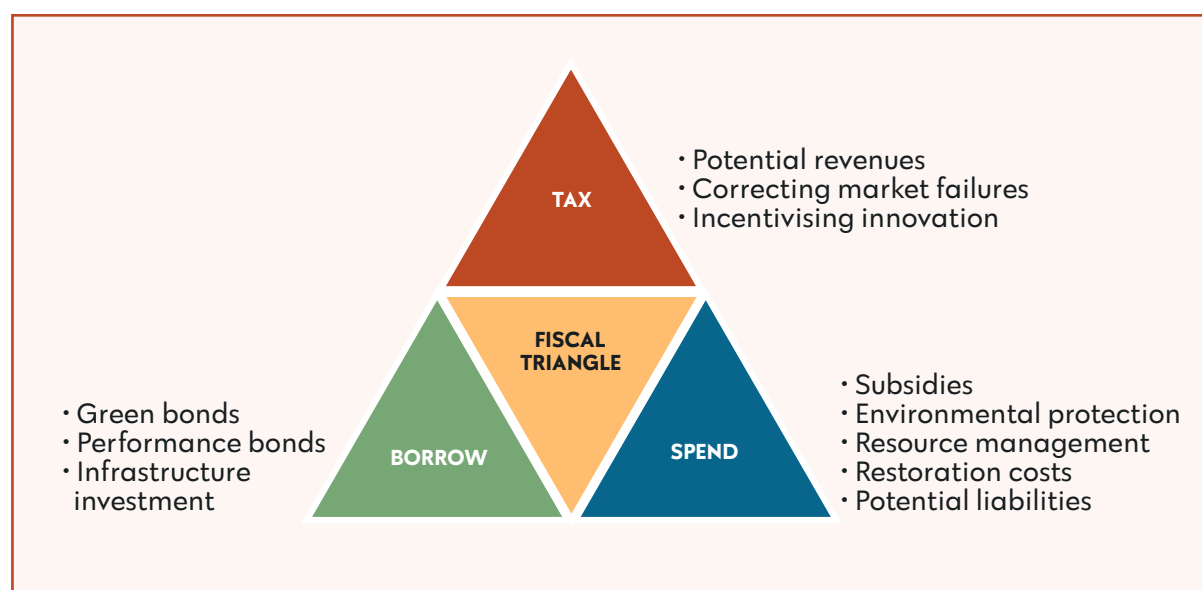 TAX
· Potential revenues
· Correcting market failures
· Incentivising innovation
FISCAL
TRIANGLE
BORROW
· Green bonds
· Performance bonds
· Infrastructure
investment
SPEND
· Subsidies
· Environmental protection
· Resource management
· Restoration costs
· Potential liabilities